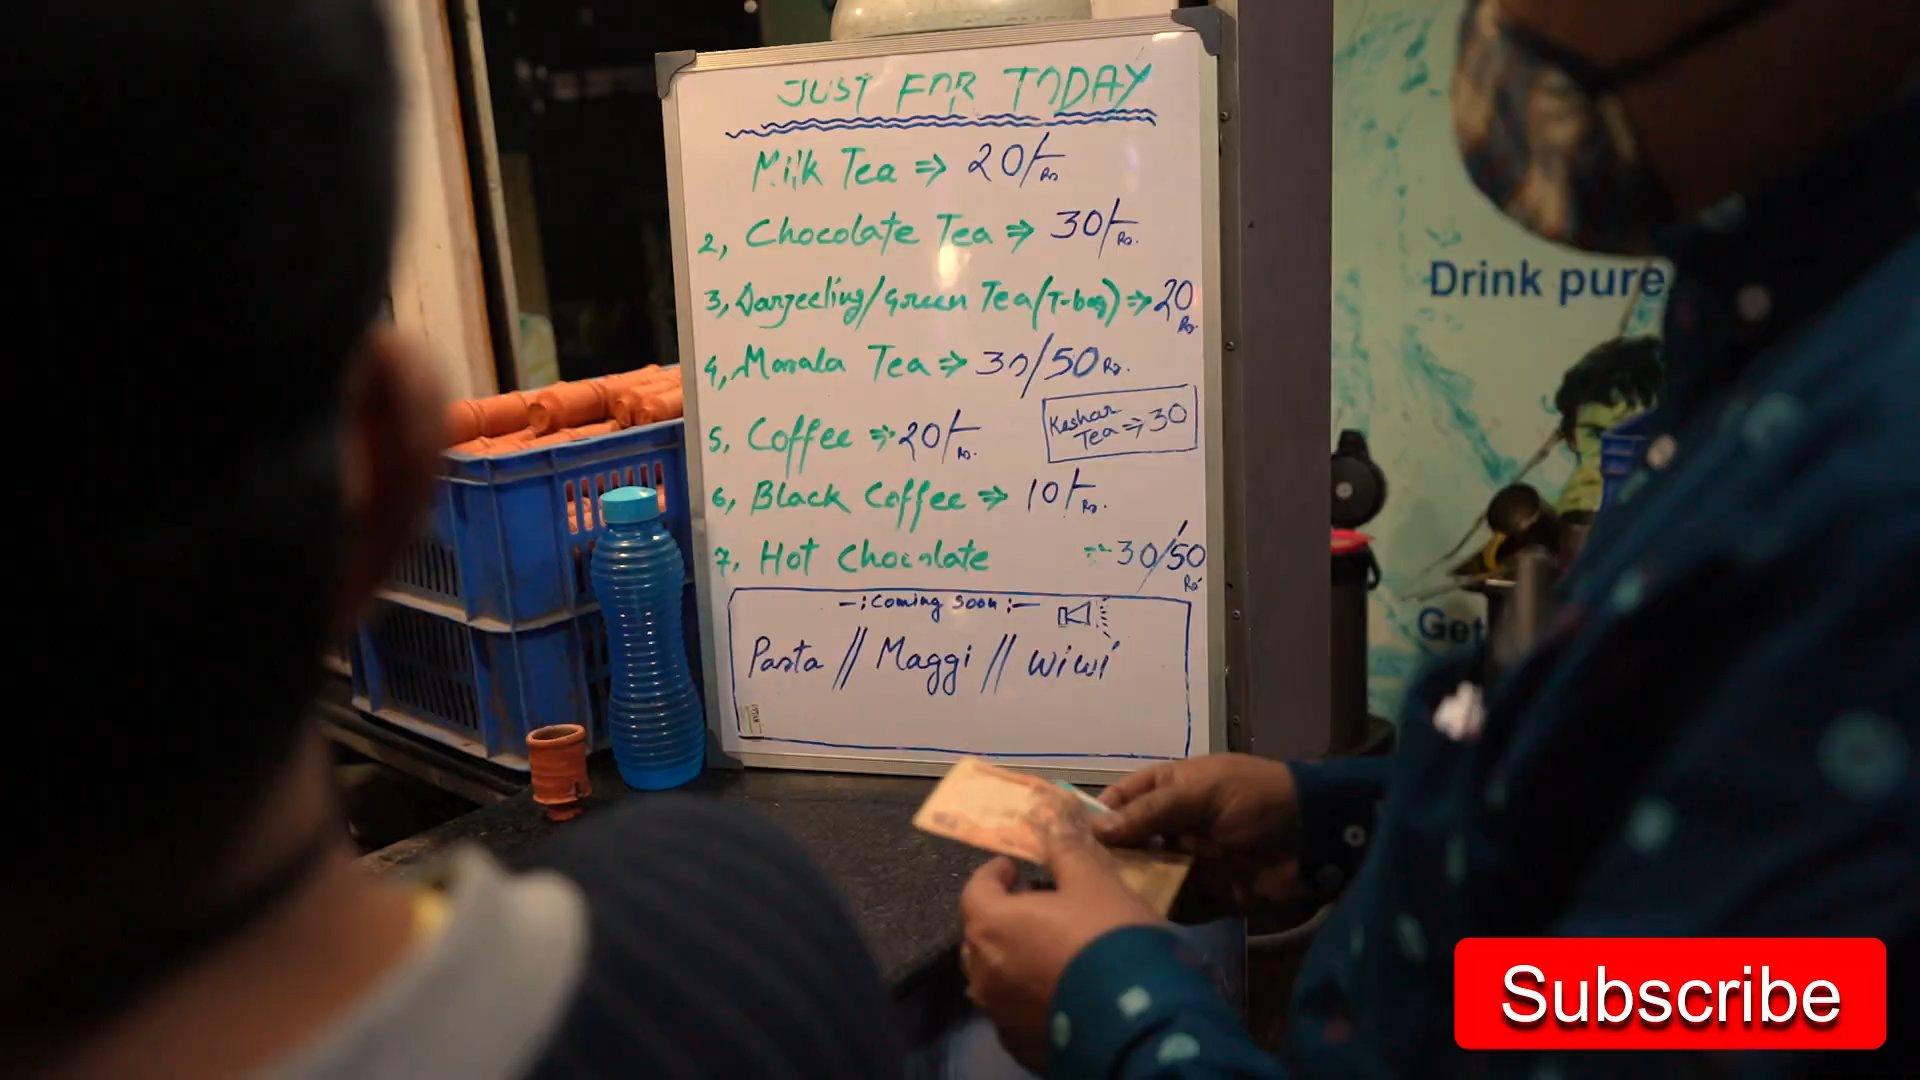 JUST FOR TODAY
Milk Tea ⇒ 20/- Rs
2, Chocolate Tea ⇒ 30/- Rs.
3, Darjeeling/Green Tea (T-bag) ⇒ 20 Rs.
4, Masala Tea ⇒ 30/50 Rs.
5, Coffee ⇒ 20/- Rs.
Keshar Tea ⇒ 30
6, Black Coffee ⇒ 10/- Rs.
7, Hot Chocolate ⇒ 30/50 Rs
-: Coming Soon :-
Pasta // Maggi // wiwi
Drink pure
Get
Subscribe